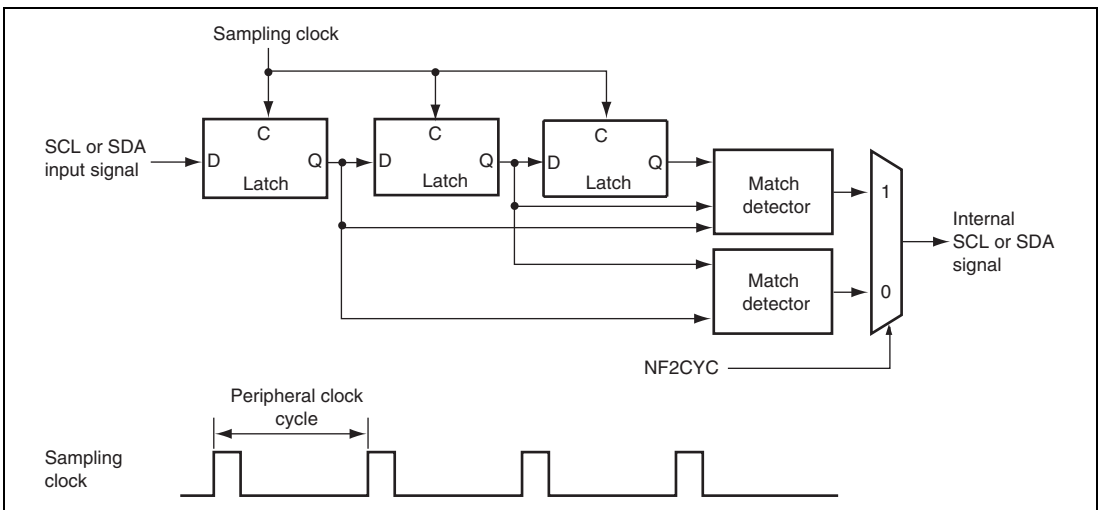 Sampling clock
SCL or SDA
input signal
C
D
Q
Latch
C
D
Q
Latch
C
D
Q
Latch
Match
detector
1
Match
detector
0
Internal
SCL or SDA
signal
NF2CYC
Peripheral clock
cycle
Sampling
clock